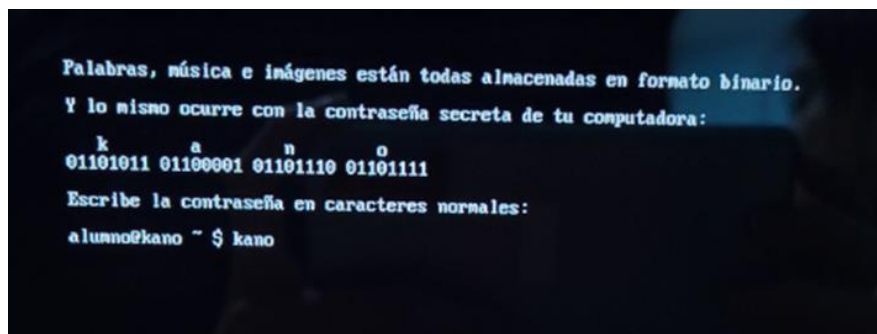 Palabras, música e imágenes están todas almacenadas en formato binario.
Y lo mismo ocurre con la contraseña secreta de tu computadora:
k a n o
01101011 01100001 01101110 01101111
Escribe la contraseña en caracteres normales:
alumno@kano ~ $ kano